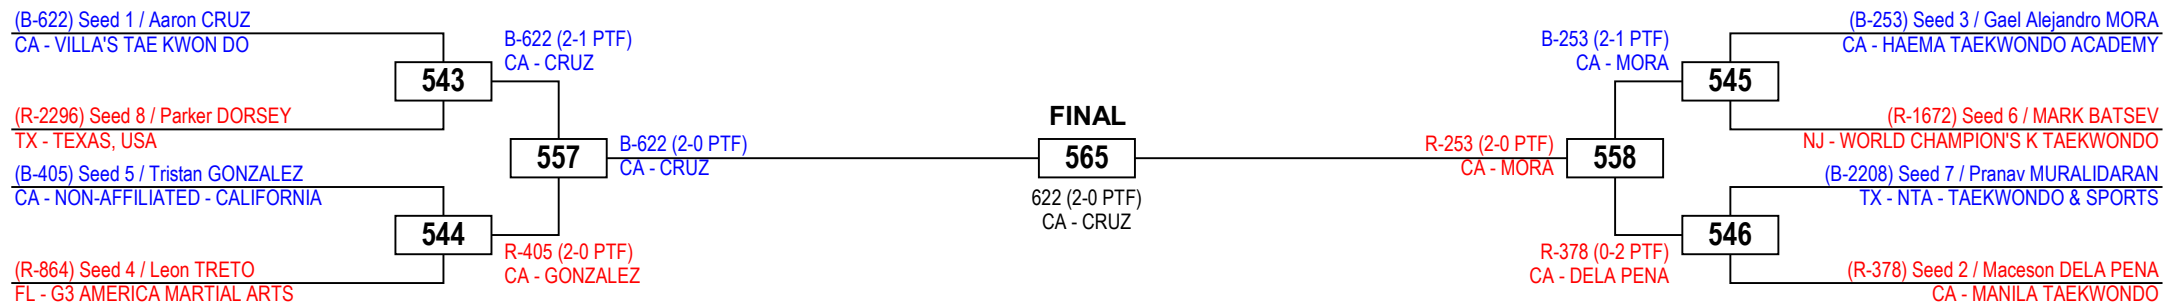 (B-622) Seed 1 / Aaron CRUZ
CA - VILLA'S TAE KWON DO
B-622 (2-1 PTF)
CA - CRUZ
543
(R-2296) Seed 8 / Parker DORSEY
TX - TEXAS, USA
557
B-622 (2-0 PTF)
CA - CRUZ
(B-405) Seed 5 / Tristan GONZALEZ
CA - NON-AFFILIATED - CALIFORNIA
544
R-405 (2-0 PTF)
CA - GONZALEZ
(R-864) Seed 4 / Leon TRETO
FL - G3 AMERICA MARTIAL ARTS
FINAL
565
622 (2-0 PTF)
CA - CRUZ
(B-253) Seed 3 / Gael Alejandro MORA
CA - HAEMA TAEKWONDO ACADEMY
B-253 (2-1 PTF)
CA - MORA
545
(R-1672) Seed 6 / MARK BATSEV
NJ - WORLD CHAMPION'S K TAEKWONDO
R-253 (2-0 PTF)
CA - MORA
558
(B-2208) Seed 7 / Pranav MURALIDARAN
TX - NTA - TAEKWONDO & SPORTS
546
R-378 (0-2 PTF)
CA - DELA PENA
(R-378) Seed 2 / Maceson DELA PENA
CA - MANILA TAEKWONDO